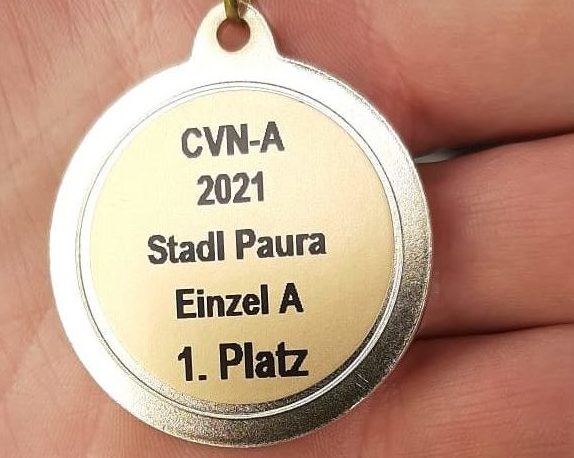 CVN-A
2021
Stadl Paura
Einzel A
1. Platz